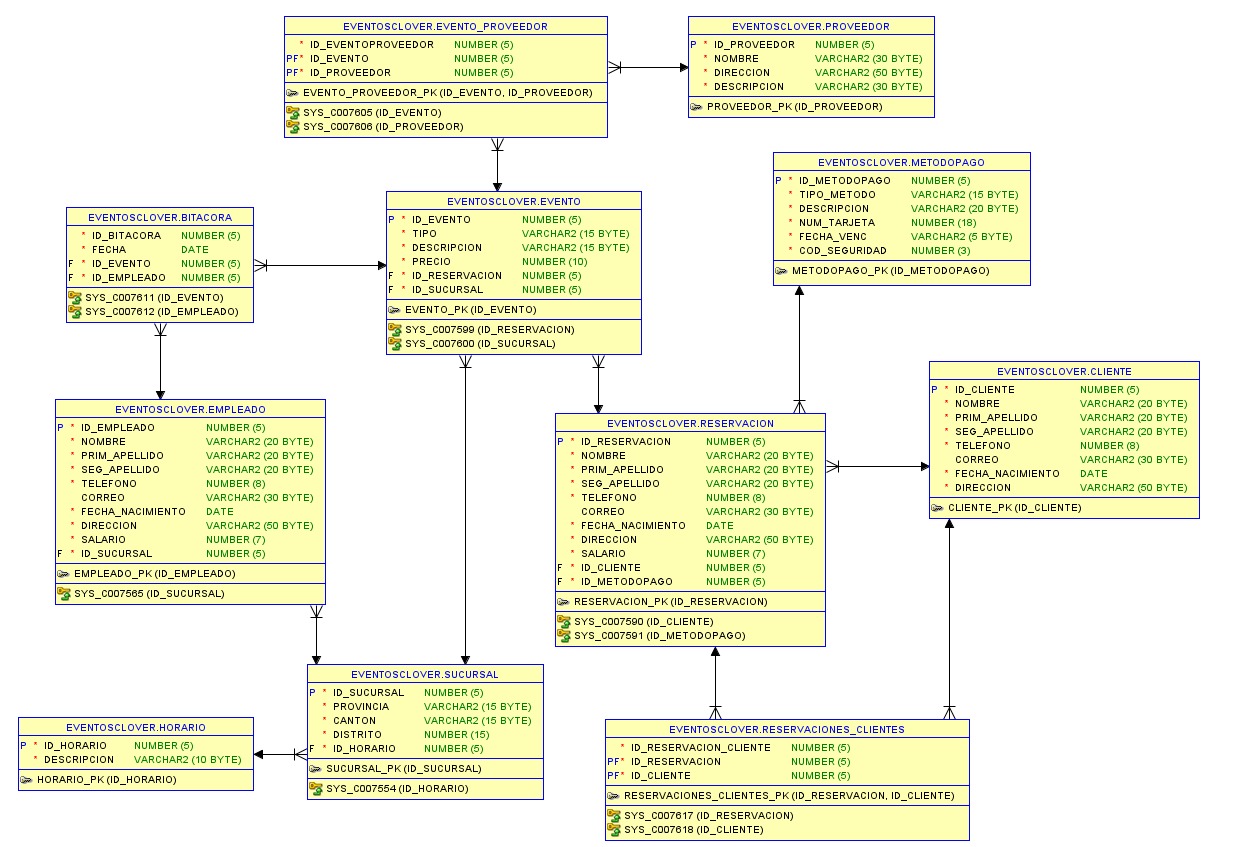 EVENTOSCLOVER.EVENTO_PROVEEDOR
* ID_EVENTOPROVEEDOR NUMBER (5)
PF* ID_EVENTO NUMBER (5)
PF* ID_PROVEEDOR NUMBER (5)
EVENTO_PROVEEDOR_PK (ID_EVENTO, ID_PROVEEDOR)
SYS_C007605 (ID_EVENTO)
SYS_C007606 (ID_PROVEEDOR)
EVENTOSCLOVER.PROVEEDOR
P * ID_PROVEEDOR NUMBER (5)
* NOMBRE VARCHAR2 (30 BYTE)
* DIRECCION VARCHAR2 (50 BYTE)
* DESCRIPCION VARCHAR2 (30 BYTE)
PROVEEDOR_PK (ID_PROVEEDOR)
EVENTOSCLOVER.METODOPAGO
P * ID_METODOPAGO NUMBER (5)
* TIPO_METODO VARCHAR2 (15 BYTE)
* DESCRIPCION VARCHAR2 (20 BYTE)
* NUM_TARJETA NUMBER (18)
* FECHA_VENC VARCHAR2 (5 BYTE)
* COD_SEGURIDAD NUMBER (3)
METODOPAGO_PK (ID_METODOPAGO)
EVENTOSCLOVER.BITACORA
* ID_BITACORA NUMBER (5)
* FECHA DATE
F * ID_EVENTO NUMBER (5)
F * ID_EMPLEADO NUMBER (5)
SYS_C007611 (ID_EVENTO)
SYS_C007612 (ID_EMPLEADO)
EVENTOSCLOVER.EVENTO
P * ID_EVENTO NUMBER (5)
* TIPO VARCHAR2 (15 BYTE)
* DESCRIPCION VARCHAR2 (15 BYTE)
* PRECIO NUMBER (10)
F * ID_RESERVACION NUMBER (5)
F * ID_SUCURSAL NUMBER (5)
EVENTO_PK (ID_EVENTO)
SYS_C007599 (ID_RESERVACION)
SYS_C007600 (ID_SUCURSAL)
EVENTOSCLOVER.CLIENTE
P * ID_CLIENTE NUMBER (5)
* NOMBRE VARCHAR2 (20 BYTE)
* PRIM_APELLIDO VARCHAR2 (20 BYTE)
* SEG_APELLIDO VARCHAR2 (20 BYTE)
* TELEFONO NUMBER (8)
CORREO VARCHAR2 (30 BYTE)
* FECHA_NACIMIENTO DATE
* DIRECCION VARCHAR2 (50 BYTE)
CLIENTE_PK (ID_CLIENTE)
EVENTOSCLOVER.EMPLEADO
P * ID_EMPLEADO NUMBER (5)
* NOMBRE VARCHAR2 (20 BYTE)
* PRIM_APELLIDO VARCHAR2 (20 BYTE)
* SEG_APELLIDO VARCHAR2 (20 BYTE)
* TELEFONO NUMBER (8)
CORREO VARCHAR2 (30 BYTE)
* FECHA_NACIMIENTO DATE
* DIRECCION VARCHAR2 (50 BYTE)
* SALARIO NUMBER (7)
F * ID_SUCURSAL NUMBER (5)
EMPLEADO_PK (ID_EMPLEADO)
SYS_C007565 (ID_SUCURSAL)
EVENTOSCLOVER.RESERVACION
P * ID_RESERVACION NUMBER (5)
* NOMBRE VARCHAR2 (20 BYTE)
* PRIM_APELLIDO VARCHAR2 (20 BYTE)
* SEG_APELLIDO VARCHAR2 (20 BYTE)
* TELEFONO NUMBER (8)
CORREO VARCHAR2 (30 BYTE)
* FECHA_NACIMIENTO DATE
* DIRECCION VARCHAR2 (50 BYTE)
* SALARIO NUMBER (7)
F * ID_CLIENTE NUMBER (5)
F * ID_METODOPAGO NUMBER (5)
RESERVACION_PK (ID_RESERVACION)
SYS_C007590 (ID_CLIENTE)
SYS_C007591 (ID_METODOPAGO)
EVENTOSCLOVER.SUCURSAL
P * ID_SUCURSAL NUMBER (5)
* PROVINCIA VARCHAR2 (15 BYTE)
* CANTON VARCHAR2 (15 BYTE)
* DISTRITO NUMBER (15)
F * ID_HORARIO NUMBER (5)
SUCURSAL_PK (ID_SUCURSAL)
SYS_C007554 (ID_HORARIO)
EVENTOSCLOVER.HORARIO
P * ID_HORARIO NUMBER (5)
* DESCRIPCION VARCHAR2 (10 BYTE)
HORARIO_PK (ID_HORARIO)
EVENTOSCLOVER.RESERVACIONES_CLIENTES
* ID_RESERVACION_CLIENTE NUMBER (5)
PF* ID_RESERVACION NUMBER (5)
PF* ID_CLIENTE NUMBER (5)
RESERVACIONES_CLIENTES_PK (ID_RESERVACION, ID_CLIENTE)
SYS_C007617 (ID_RESERVACION)
SYS_C007618 (ID_CLIENTE)